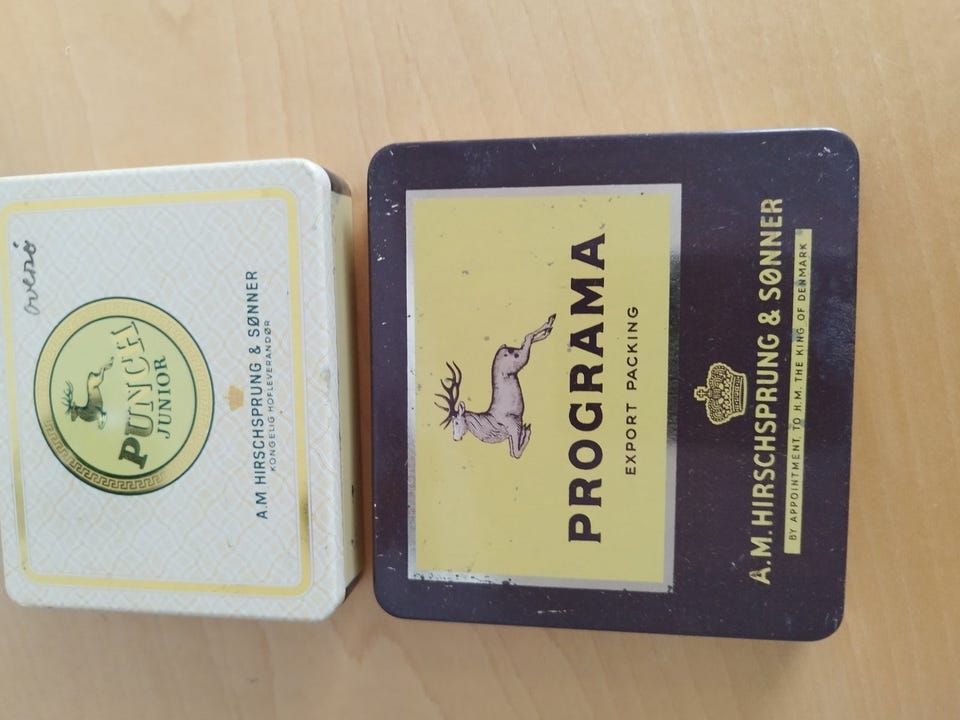 PUNCH
JUNIOR
A.M HIRSCHSPRUNG & SØNNER
KONGELIG HOFLEVERANDØR
PROGRAMA
EXPORT PACKING
A.M.HIRSCHSPRUNG & SØNNER
BY APPOINTMENT TO H.M. THE KING OF DENMARK